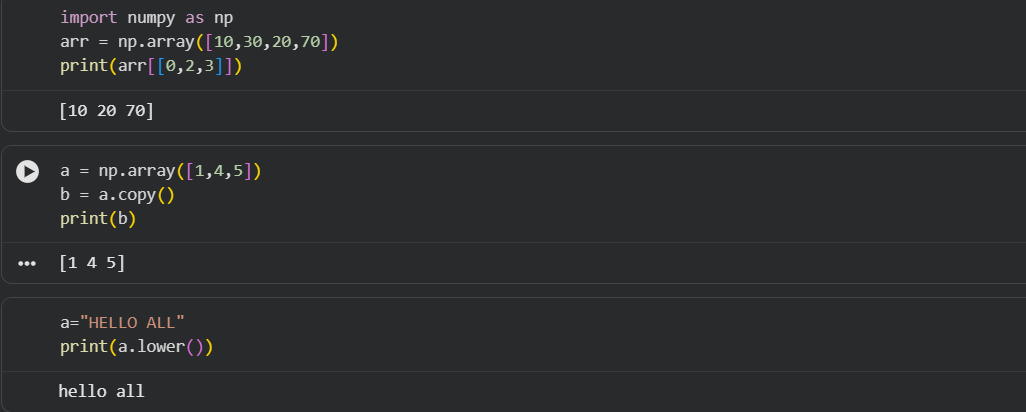 import numpy as np
arr = np.array([10,30,20,70])
print(arr[[0,2,3]])
[10 20 70]
a = np.array([1,4,5])
b = a.copy()
print(b)
[1 4 5]
a="HELLO ALL"
print(a.lower())
hello all